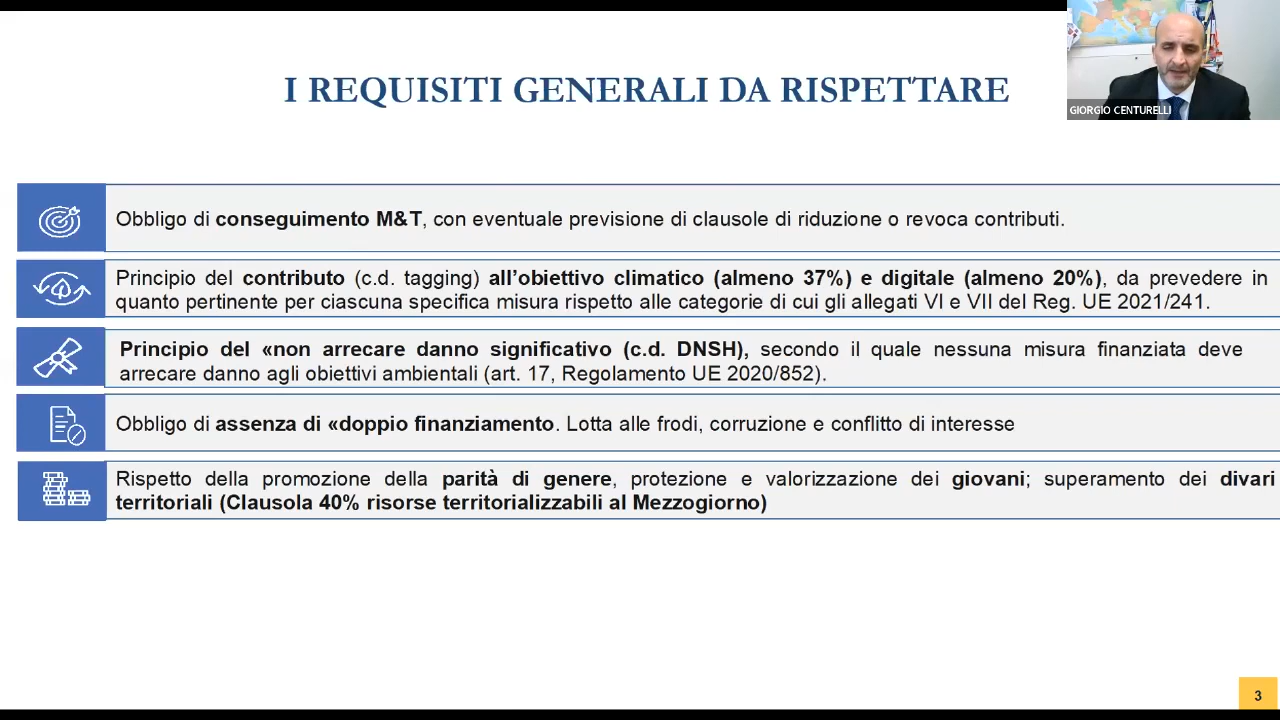 I REQUISITI GENERALI DA RISPETTARE
GIORGIO CENTURELLI
Obbligo di conseguimento M&T, con eventuale previsione di clausole di riduzione o revoca contributi.
Principio del contributo (c.d. tagging) all’obiettivo climatico (almeno 37%) e digitale (almeno 20%), da prevedere in
quanto pertinente per ciascuna specifica misura rispetto alle categorie di cui gli allegati VI e VII del Reg. UE 2021/241.
Principio del «non arrecare danno significativo (c.d. DNSH), secondo il quale nessuna misura finanziata deve
arrecare danno agli obiettivi ambientali (art. 17, Regolamento UE 2020/852).
Obbligo di assenza di «doppio finanziamento. Lotta alle frodi, corruzione e conflitto di interesse
Rispetto della promozione della parità di genere, protezione e valorizzazione dei giovani; superamento dei divari
territoriali (Clausola 40% risorse territorializzabili al Mezzogiorno)
3